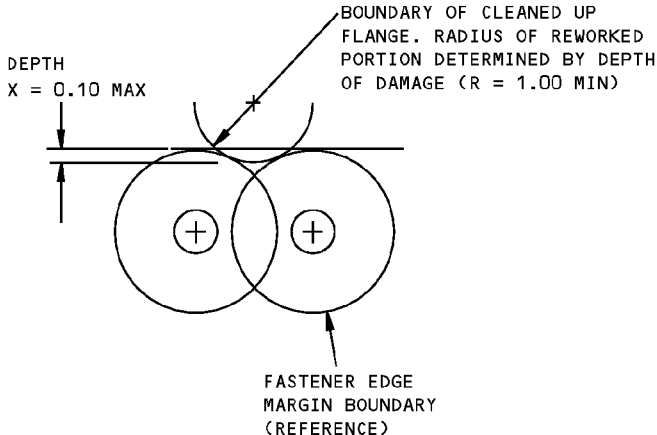 BOUNDARY OF CLEANED UP
FLANGE. RADIUS OF REWORKED
PORTION DETERMINED BY DEPTH
OF DAMAGE (R = 1.00 MIN)
DEPTH
X = 0.10 MAX
FASTENER EDGE
MARGIN BOUNDARY
(REFERENCE)